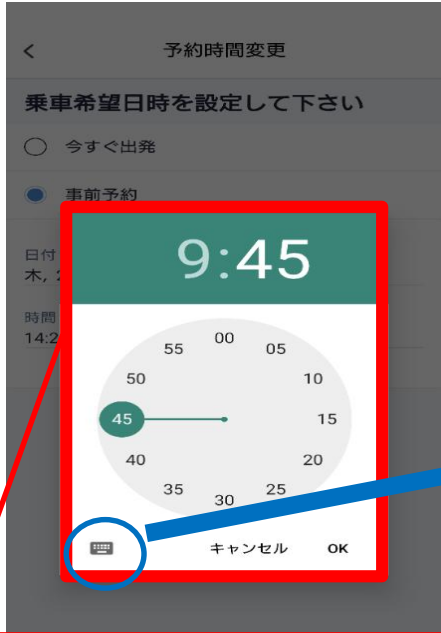 < 予約時間変更
乗車希望日時を設定して下さい
今すぐ出発
事前予約
日付
木, 2
時間
14:2
9:45
00
55 05
50 10
45 15
40 20
35 25
30
キャンセル OK